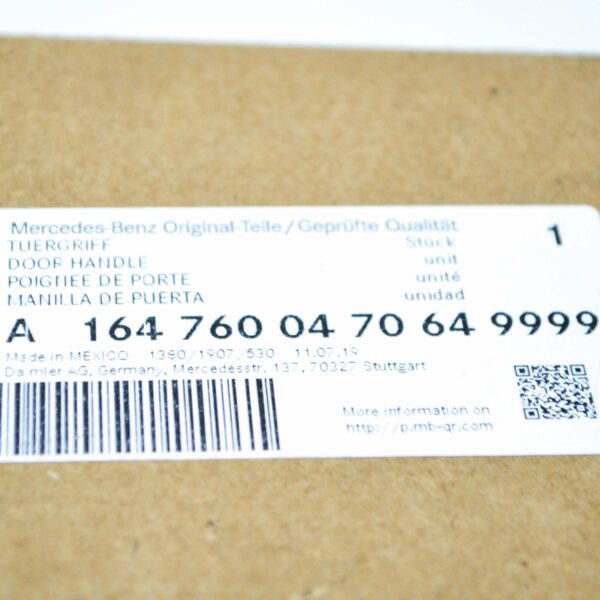 Mercedes-Benz Original-Teile/Geprüfte Qualität
TUERGRIFF Stück 1
DOOR HANDLE unit
POIGNEE DE PORTE unité
MANILLA DE PUERTA unidad
A 164 760 04 70 64 9999
Made in MEXICO 1380/1907/530 11.07.19
Daimler AG, Germany, Mercedesstr. 137, 70327 Stuttgart
More information on
http://p.mb-qr.com